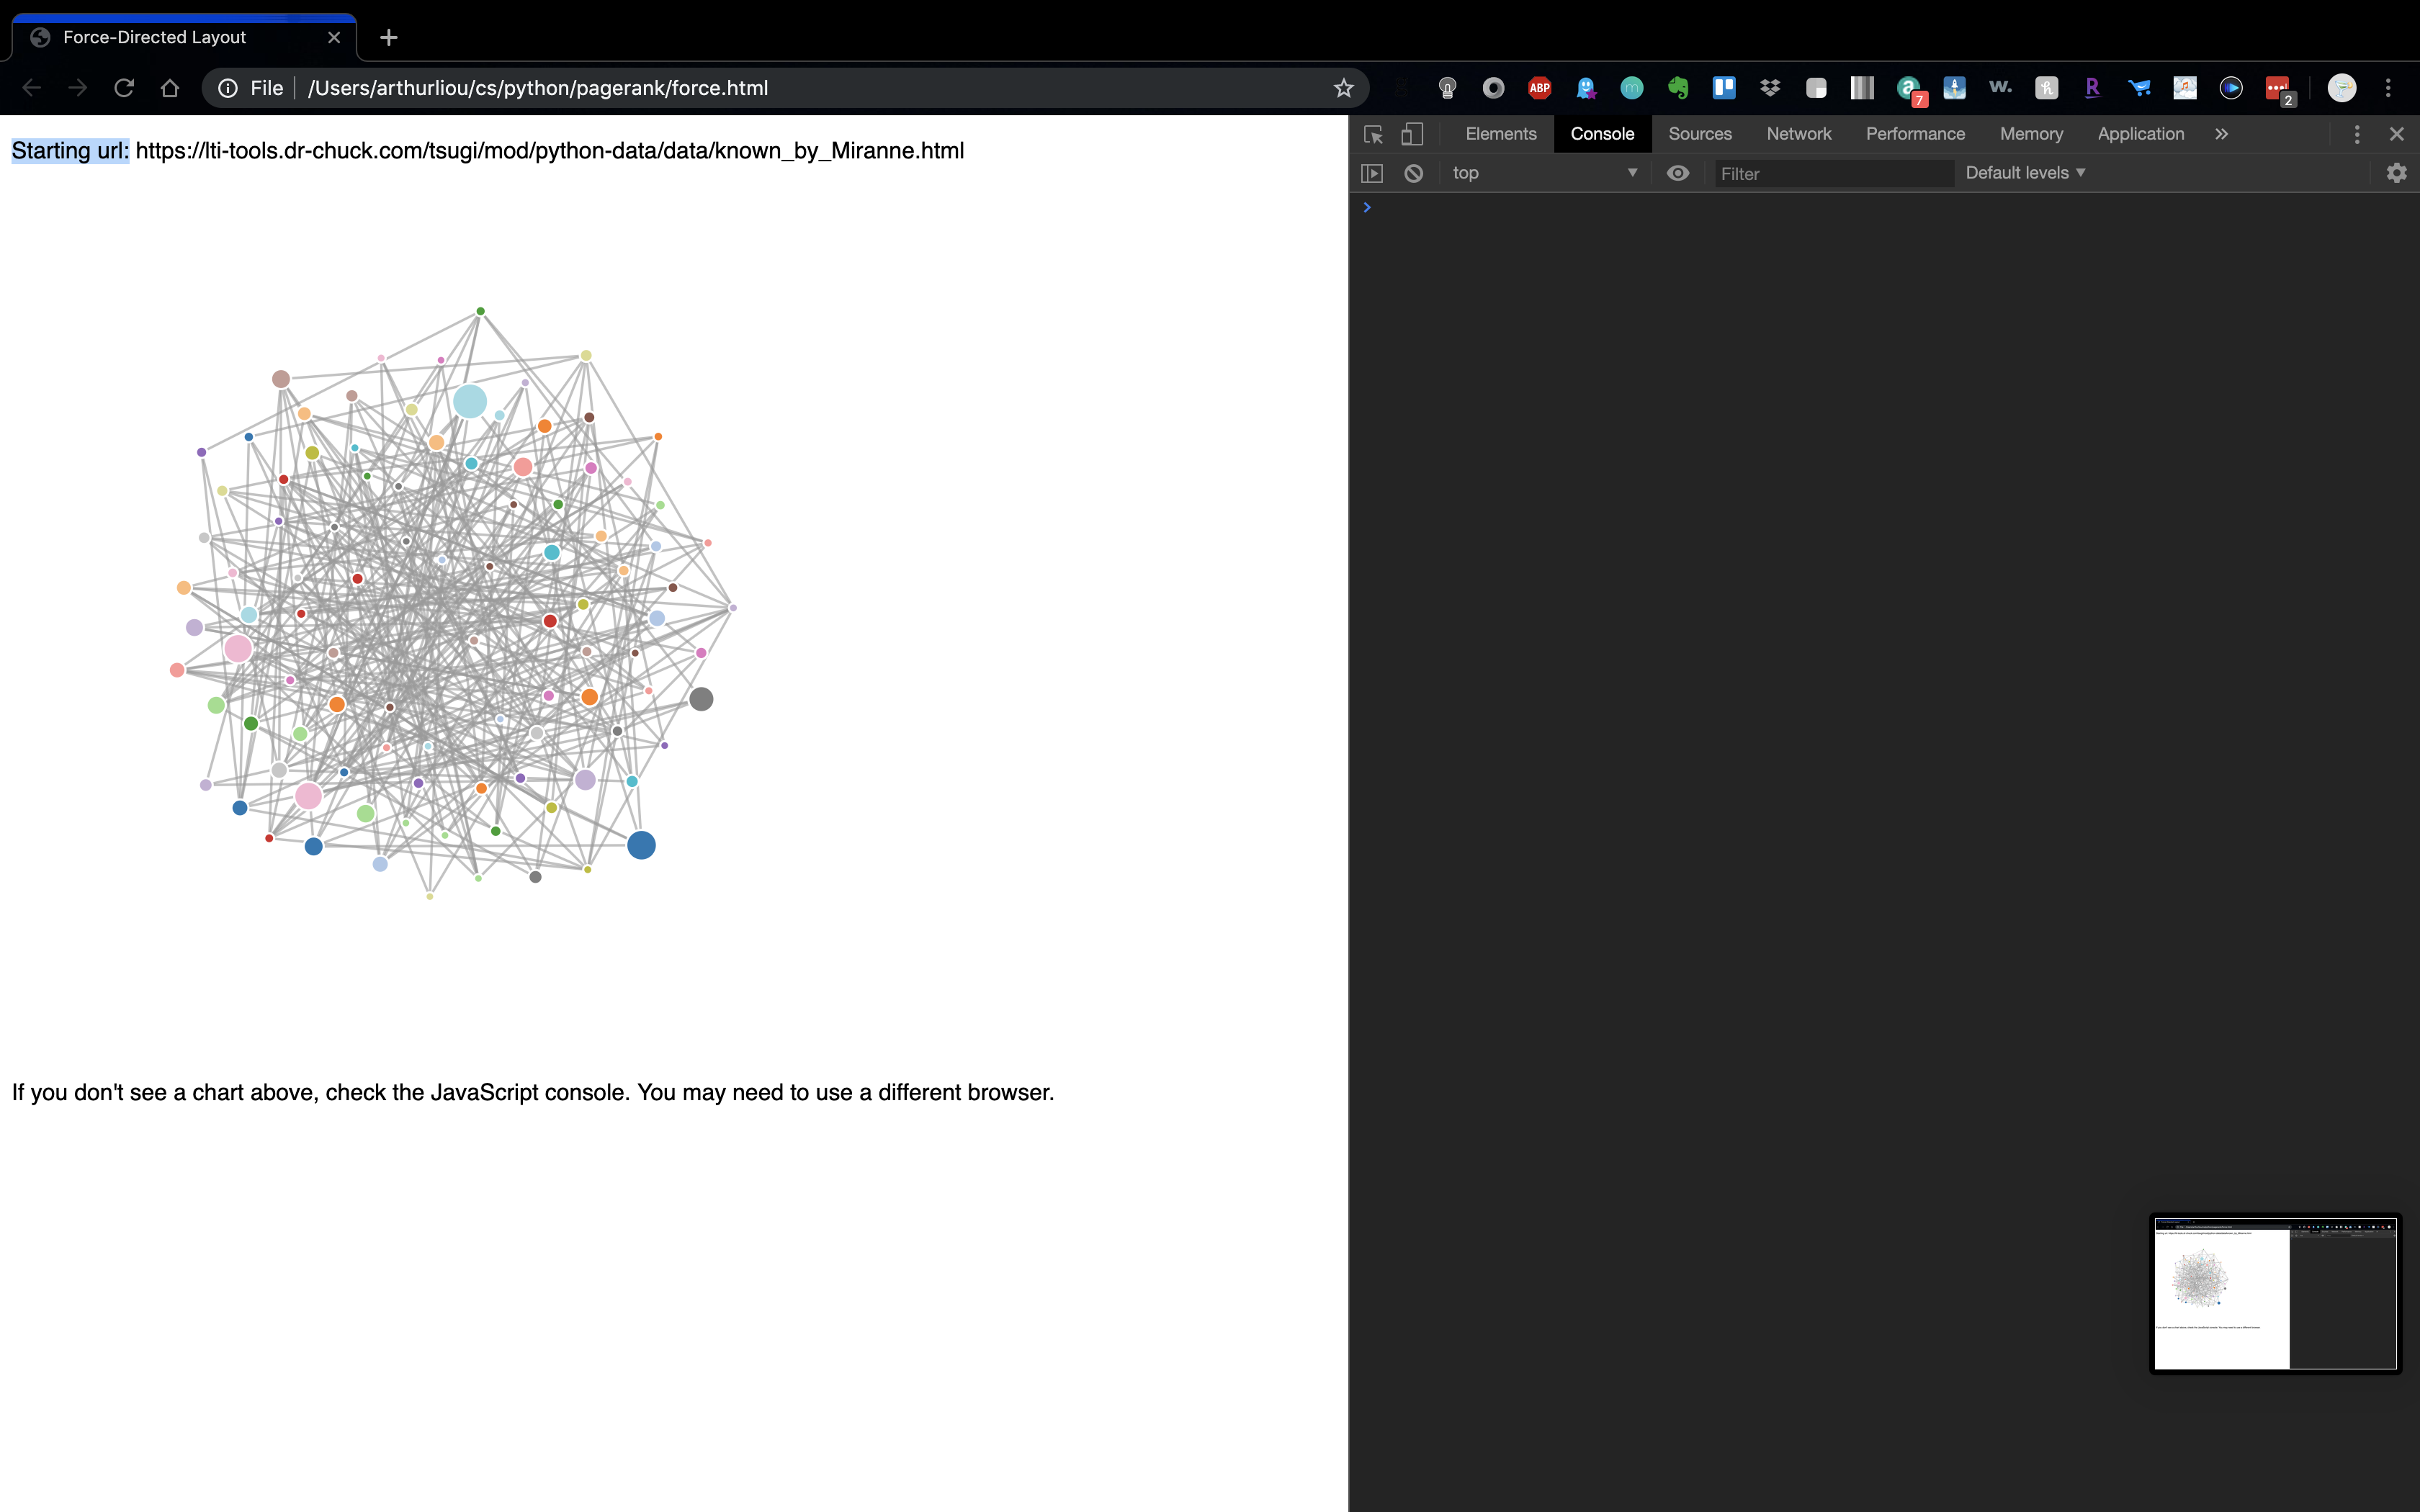 Force-Directed Layout
File /Users/arthurliou/cs/python/pagerank/force.html
ABP m 7 w. R 2
Starting url: https://lti-tools.dr-chuck.com/tsugi/mod/python-data/data/known_by_Miranne.html
Elements Console Sources Network Performance Memory Application
top Filter Default levels
If you don't see a chart above, check the JavaScript console. You may need to use a different browser.